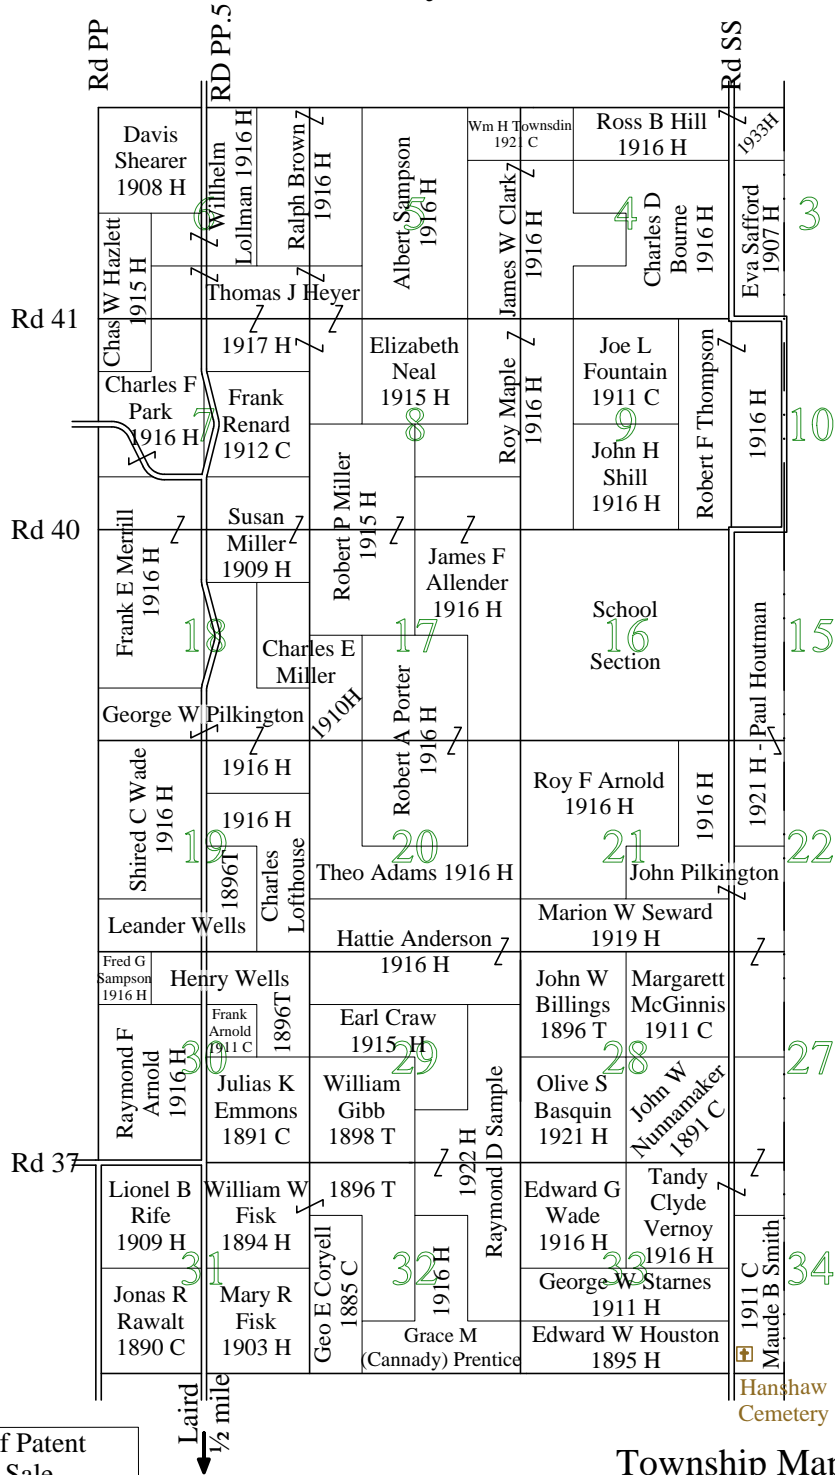 Rd PP
RD PP.5
Rd SS
Davis
Shearer
1908 H
Willhelm
Lollman 1916 H
Ralph Brown
1916 H
Albert Sampson
1916 H
Wm H Townsdin
1921 C
Ross B Hill
1916 H
1933H
6
5
4
3
James W Clark
1916 H
Charles D
Bourne
1916 H
Eva Safford
1907 H
Chas W Hazlett
1915 H
Thomas J Heyer
Rd 41
1917 H
Elizabeth
Neal
1915 H
Roy Maple
1916 H
Joe L
Fountain
1911 C
Robert F Thompson
1916 H
Charles F
Park
1916 H
Frank
Renard
1912 C
7
8
9
10
John H
Shill
1916 H
Robert P Miller
1915 H
Rd 40
Frank E Merrill
1916 H
Susan
Miller
1909 H
James F
Allender
1916 H
School
Section
18
17
16
15
Charles E
Miller
1910H
George W Pilkington
Robert A Porter
1916 H
1921 H - Paul Houtman
Shired C Wade
1916 H
1916 H
1916 H
Roy F Arnold
1916 H
1916 H
19
20
21
22
1896T
Charles
Lofthouse
Theo Adams 1916 H
John Pilkington
Leander Wells
Hattie Anderson
1916 H
Marion W Seward
1919 H
Fred G
Sampson
1916 H
Henry Wells
1896T
John W
Billings
1896 T
Margarett
McGinnis
1911 C
Frank
Arnold
1911 C
Earl Craw
1915 H
Raymond F
Arnold
1916 H
30
29
28
27
Julias K
Emmons
1891 C
William
Gibb
1898 T
1922 H
Raymond D Sample
Olive S
Basquin
1921 H
John W
Nunnamaker
1891 C
Rd 37
Lionel B
Rife
1909 H
William W
Fisk
1894 H
1896 T
Edward G
Wade
1916 H
Tandy
Clyde
Vernoy
1916 H
Geo E Coryell
1885 C
1916 H
31
32
33
34
Jonas R
Rawalt
1890 C
Mary R
Fisk
1903 H
George W Starnes
1911 H
1911 C
Maude B Smith
Grace M
(Cannady) Prentice
Edward W Houston
1895 H
Hanshaw
Cemetery
Laird
½ mile
f Patent
Sale
Township Map